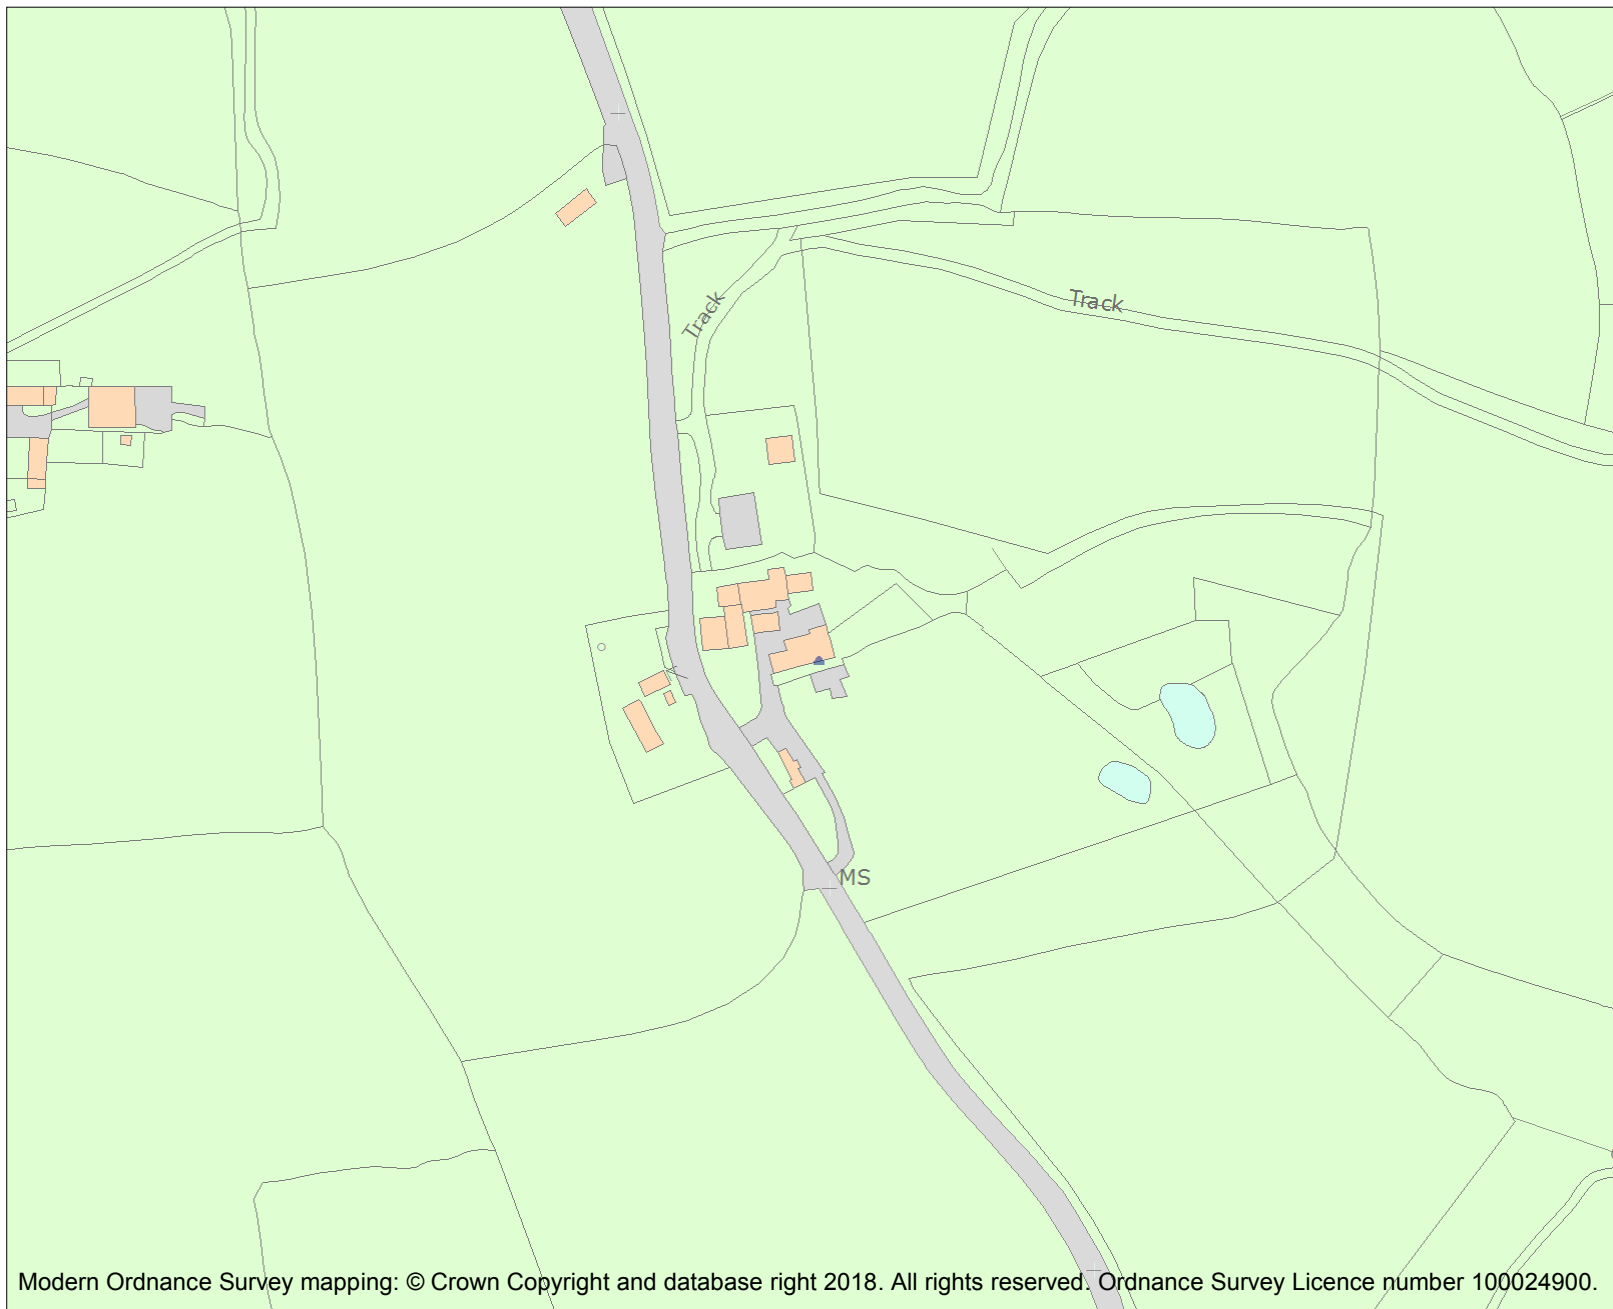 Track
Track
MS
Modern Ordnance Survey mapping: © Crown Copyright and database right 2018. All rights reserved. Ordnance Survey Licence number 100024900.